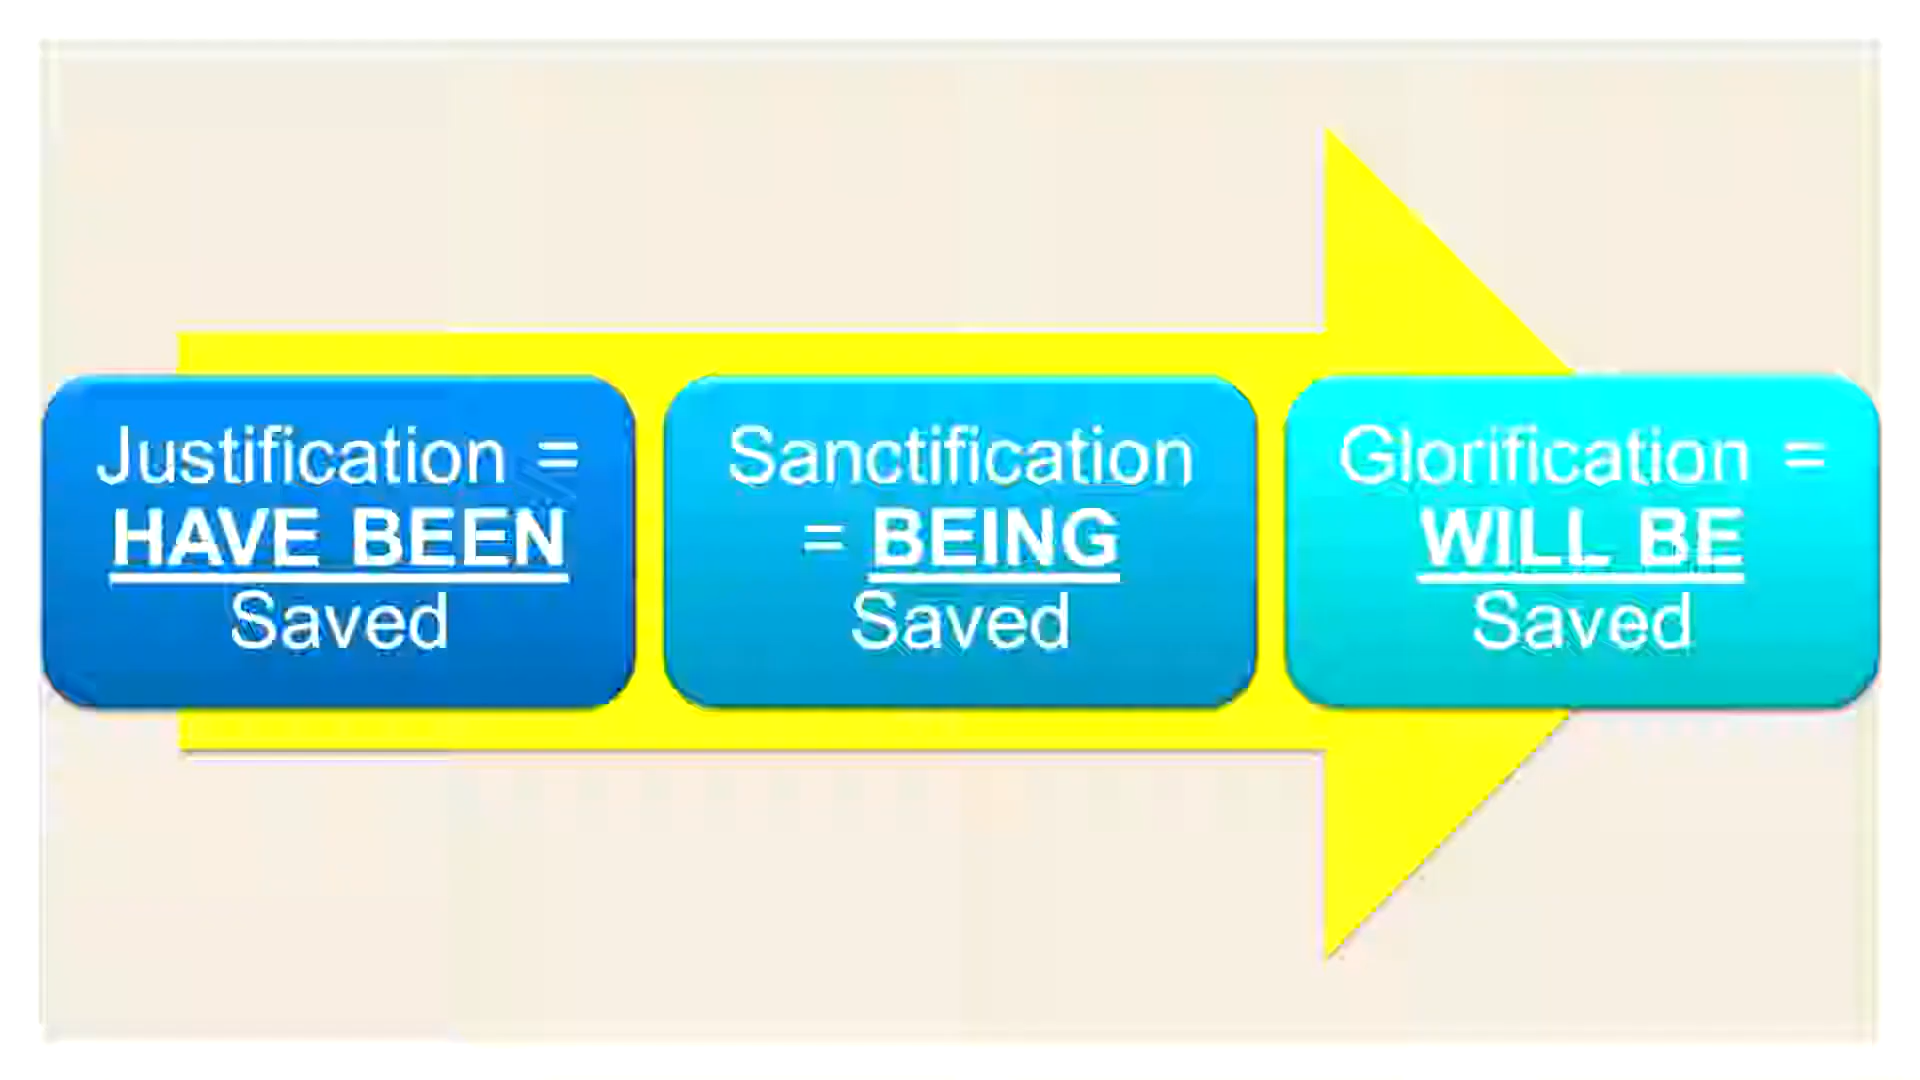 Justification =
HAVE BEEN
Saved
Sanctification
= BEING
Saved
Glorification =
WILL BE
Saved